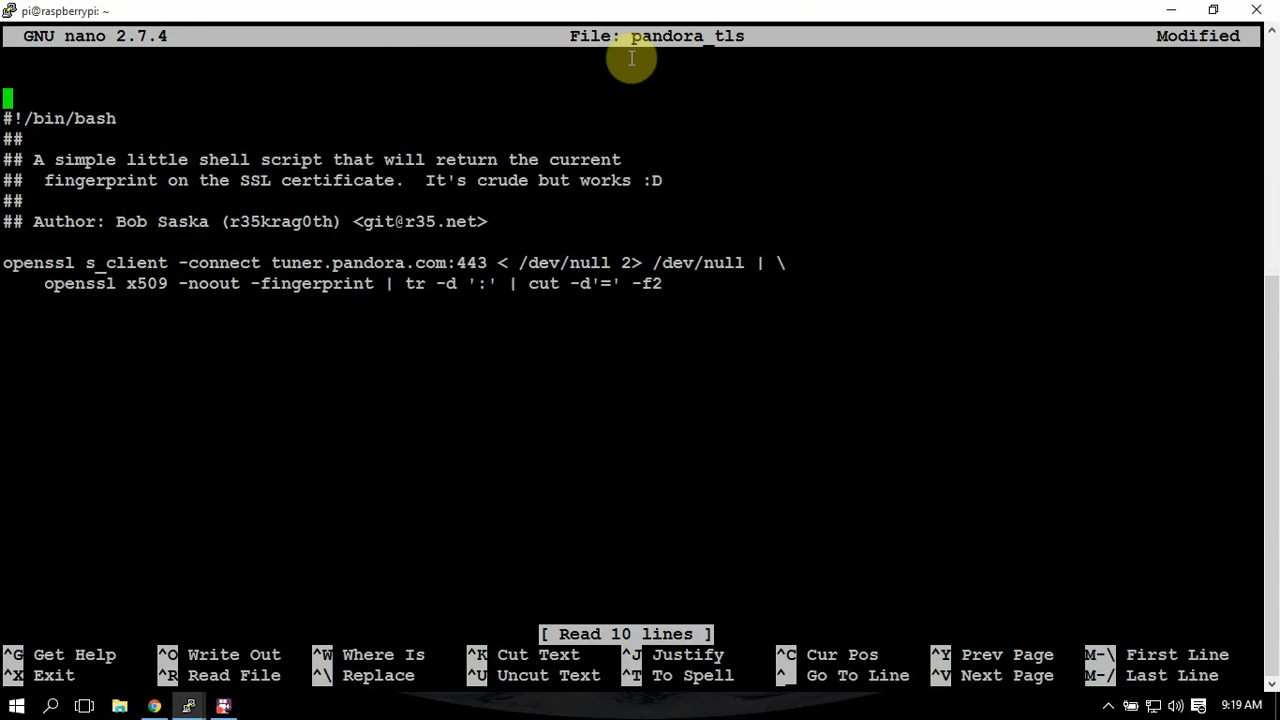 pi@raspberrypi: ~
GNU nano 2.7.4 File: pandora_tls Modified
#!/bin/bash
##
## A simple little shell script that will return the current
##  fingerprint on the SSL certificate.  It's crude but works :D
##
## Author: Bob Saska (r35krag0th) <git@r35.net>
openssl s_client -connect tuner.pandora.com:443 < /dev/null 2> /dev/null | \
    openssl x509 -noout -fingerprint | tr -d ':' | cut -d'=' -f2
[ Read 10 lines ]
^G Get Help ^O Write Out ^W Where Is ^K Cut Text ^J Justify ^C Cur Pos ^Y Prev Page M-\ First Line
^X Exit ^R Read File ^\ Replace ^U Uncut Text ^T To Spell ^_ Go To Line ^V Next Page M-/ Last Line
9:19 AM